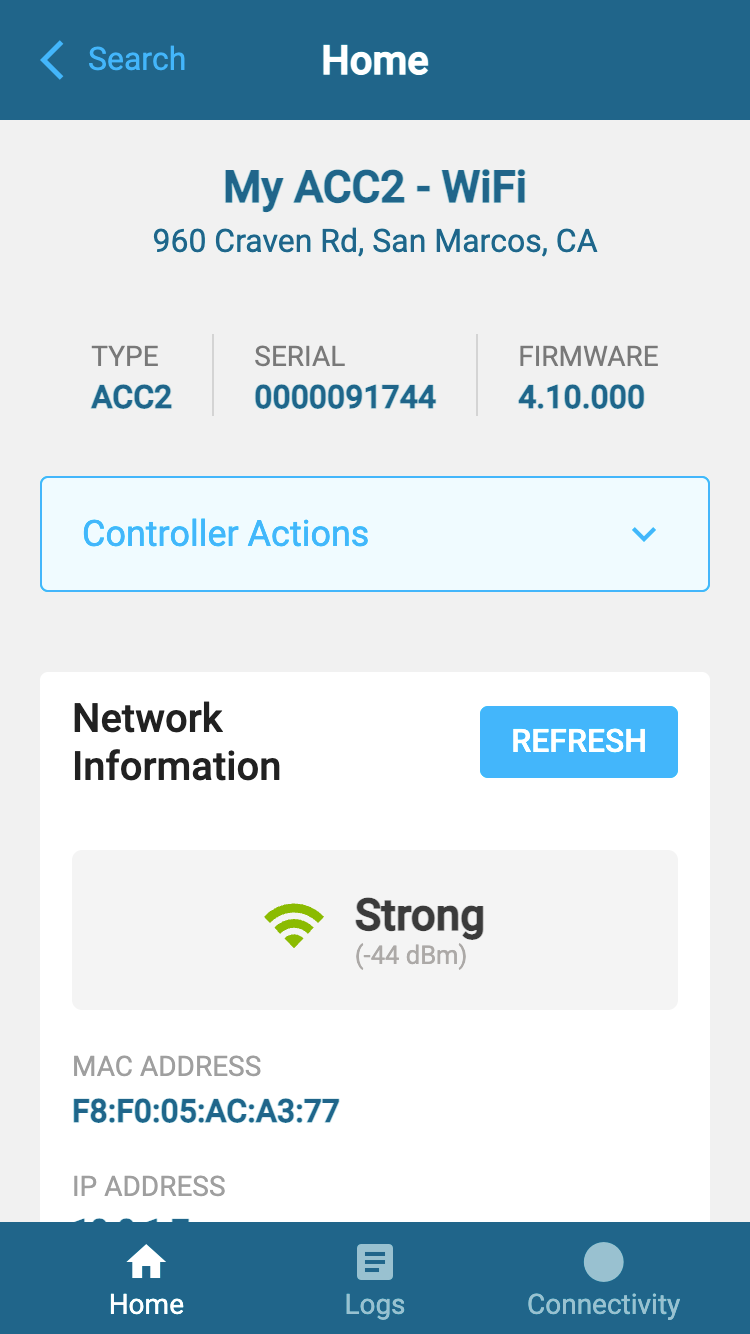 Search
Home
My ACC2 - WiFi
960 Craven Rd, San Marcos, CA
TYPE
ACC2
SERIAL
0000091744
FIRMWARE
4.10.000
Controller Actions
Network
Information
REFRESH
Strong
(-44 dBm)
MAC ADDRESS
F8:F0:05:AC:A3:77
IP ADDRESS
Home
Logs
Connectivity